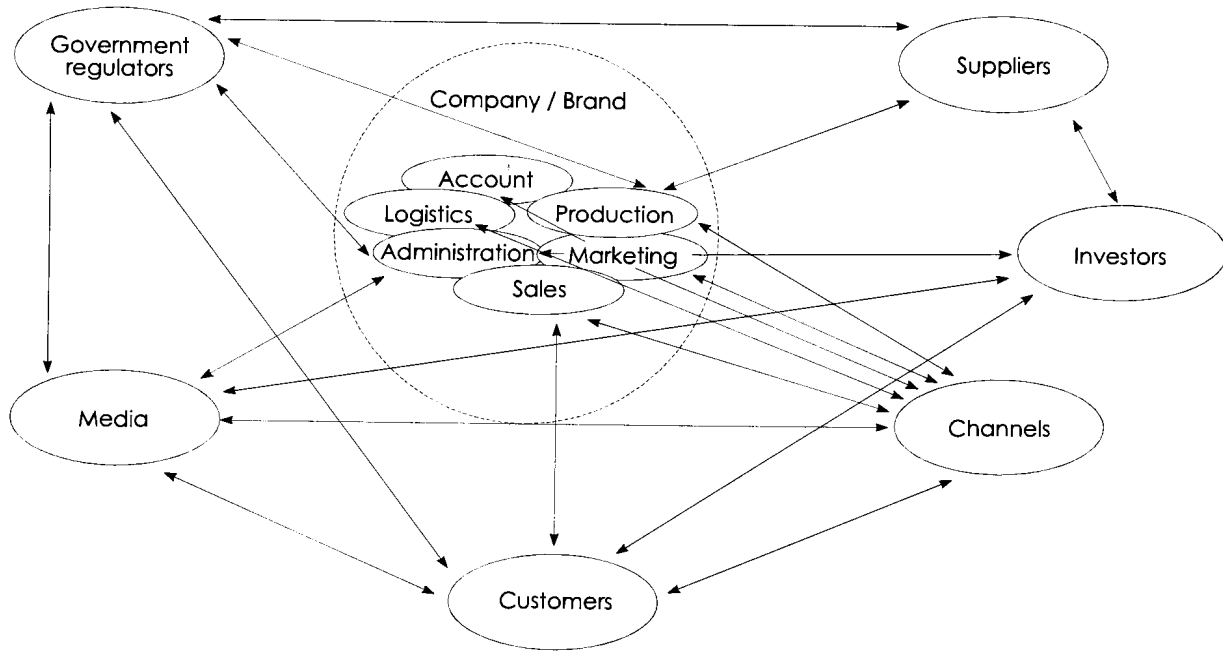 Government
regulators
Suppliers
Company / Brand
Account
Logistics
Production
Administration
Marketing
Investors
Sales
Media
Channels
Customers